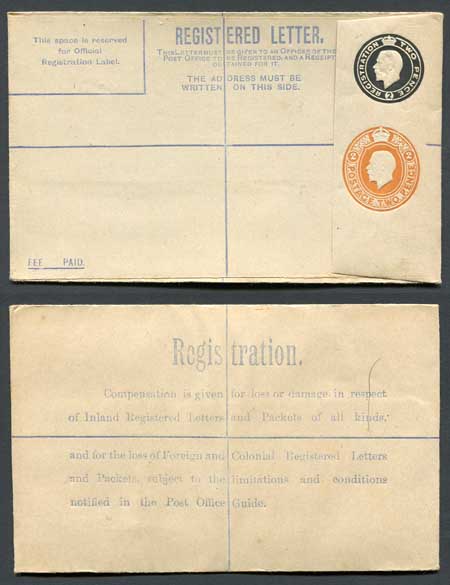 This space is reserved
for Official
Registration Label.
REGISTERED LETTER.
THIS LETTER MUST BE GIVEN TO AN OFFICER OF THE
POST OFFICE TO BE REGISTERED, AND A RECEIPT
OBTAINED FOR IT.
THE ADDRESS MUST BE
WRITTEN ON THIS SIDE.
REGISTRATION TWO PENCE
2
POSTAGE TWO PENCE
2 2
FEE PAID.
Registration.
Compensation is given for loss or damage in respect
of Inland Registered Letters and Packets of all kinds,
and for the loss of Foreign and Colonial Registered Letters
and Packets, subject to the limitations and conditions
notified in the Post Office Guide.